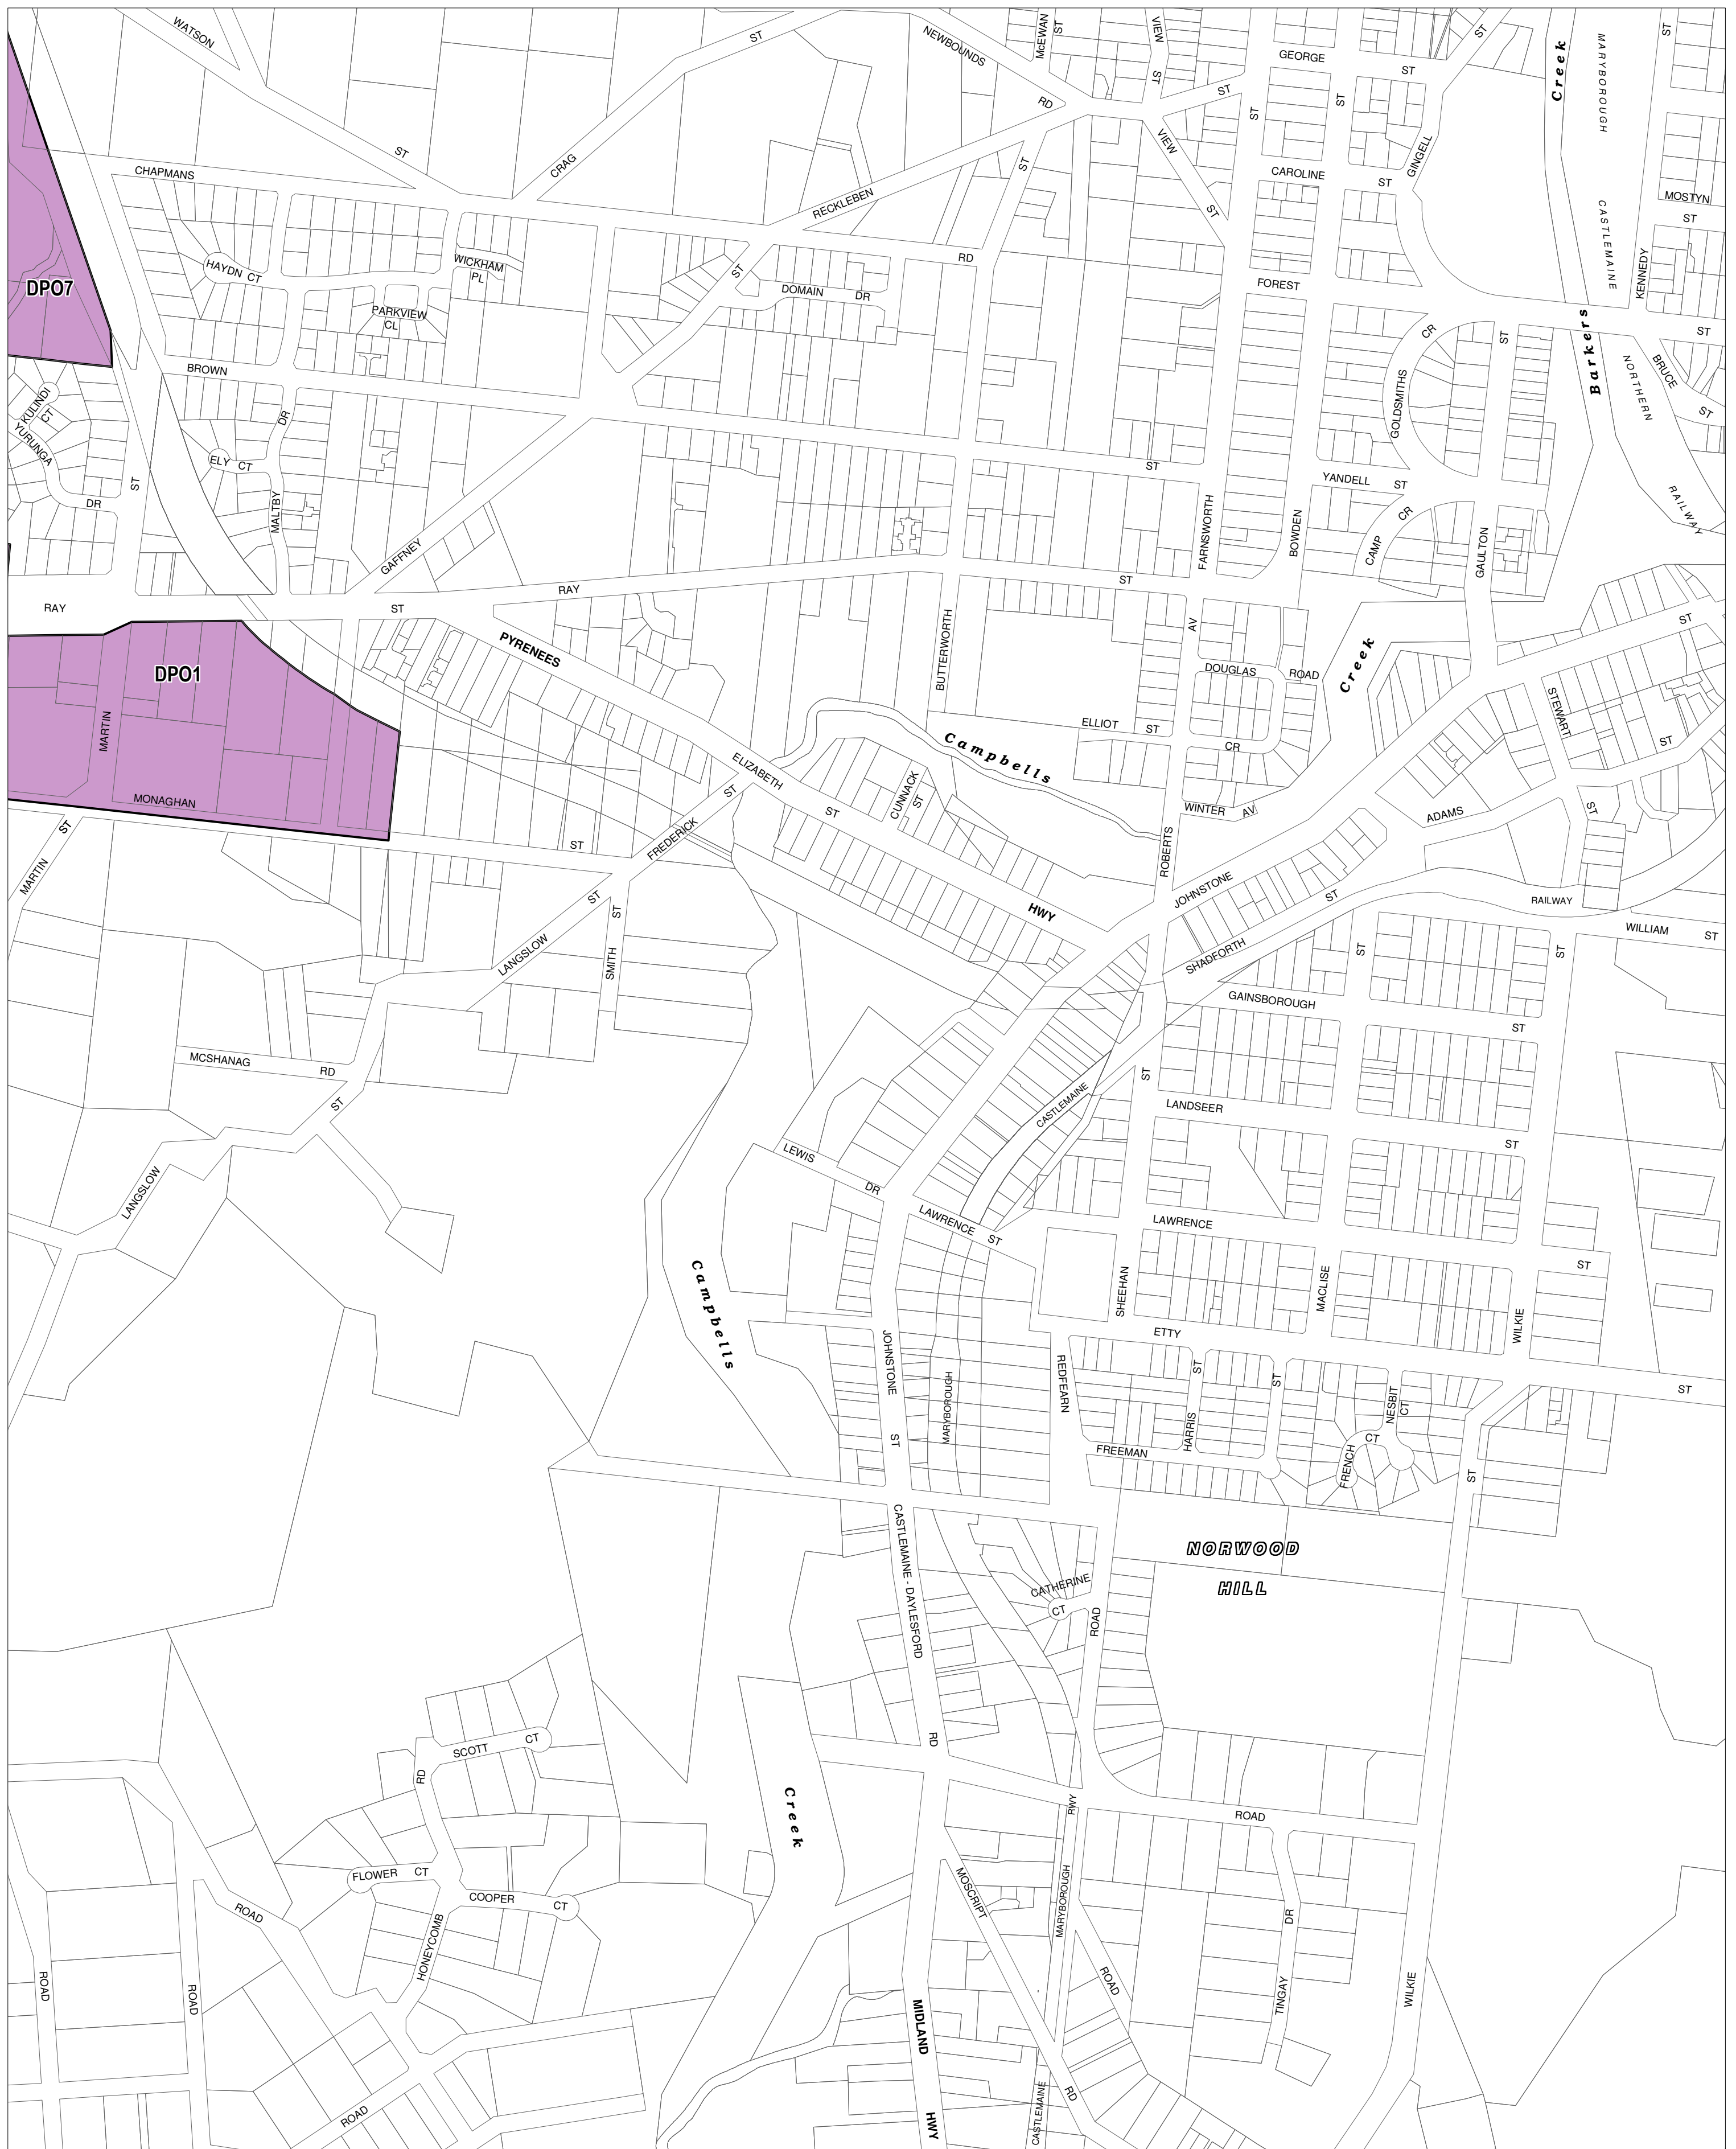 WATSON
ST
NEWBOUNDS
RD
McEWAN
ST
VIEW
ST
GEORGE
ST
ST
Creek
MARYBOROUGH
ST
CHAPMANS
ST
CRAG
ST
ST
ST
ST
VIEW
ST
RECKLEBEN
ST
CAROLINE
ST
GINGELL
CASTLEMAINE
MOSTYN
ST
HAYDN CT
WICKHAM
PL
ST
RD
DOMAIN
DR
FOREST
KENNEDY
DPO7
PARKVIEW
CL
CR
ST
Barkers
ST
BROWN
GOLDSMITHS
NORTHERN
BRUCE
ST
KULINDI
CT
YURUNGA
DR
DR
ST
ELY CT
MALTBY
GAFFNEY
ST
FARNSWORTH
BOWDEN
YANDELL
ST
CR
CAMP
GAULTON
RAILWAY
RAY
ST
RAY
ST
PYRENEES
BUTTERWORTH
AV
DOUGLAS
ROAD
Creek
ST
DPO1
MARTIN
MONAGHAN
ST
ELIZABETH
ST
ELLIOT
ST
Campbells
CR
WINTER
AV
STEWART
ST
ST
ADAMS
CUNNACK
ST
ST
FREDERICK
ROBERTS
JOHNSTONE
ST
ST
MARTIN
ST
SMITH
LANGSLOW
HWY
SHADFORTH
ST
ST
RAILWAY
WILLIAM
ST
GAINSBOROUGH
ST
MCSHANAG
RD
ST
LANGSLOW
CASTLEMAINE
ST
LANDSEER
ST
LEWIS
DR
LAWRENCE
ST
LAWRENCE
ST
SHEEHAN
MACLISE
WILKIE
Campbells
ETTY
ST
JOHNSTONE
ST
MARYBOROUGH
REDFEARN
ST
HARRIS
ST
NESBIT
CT
FREEMAN
FRENCH
CT
ST
CASTLEMAINE - DAYLESFORD
RD
NORWOOD
HILL
CATHERINE
CT
ROAD
SCOTT
CT
RD
Creek
RWY
ROAD
FLOWER
CT
COOPER
CT
HONEYCOMB
ROAD
MOSCRIPT
MARYBOROUGH
DR
ROAD
ROAD
ROAD
TINGAY
WILKIE
MIDLAND
HWY
RD
CASTLEMAINE
ROAD